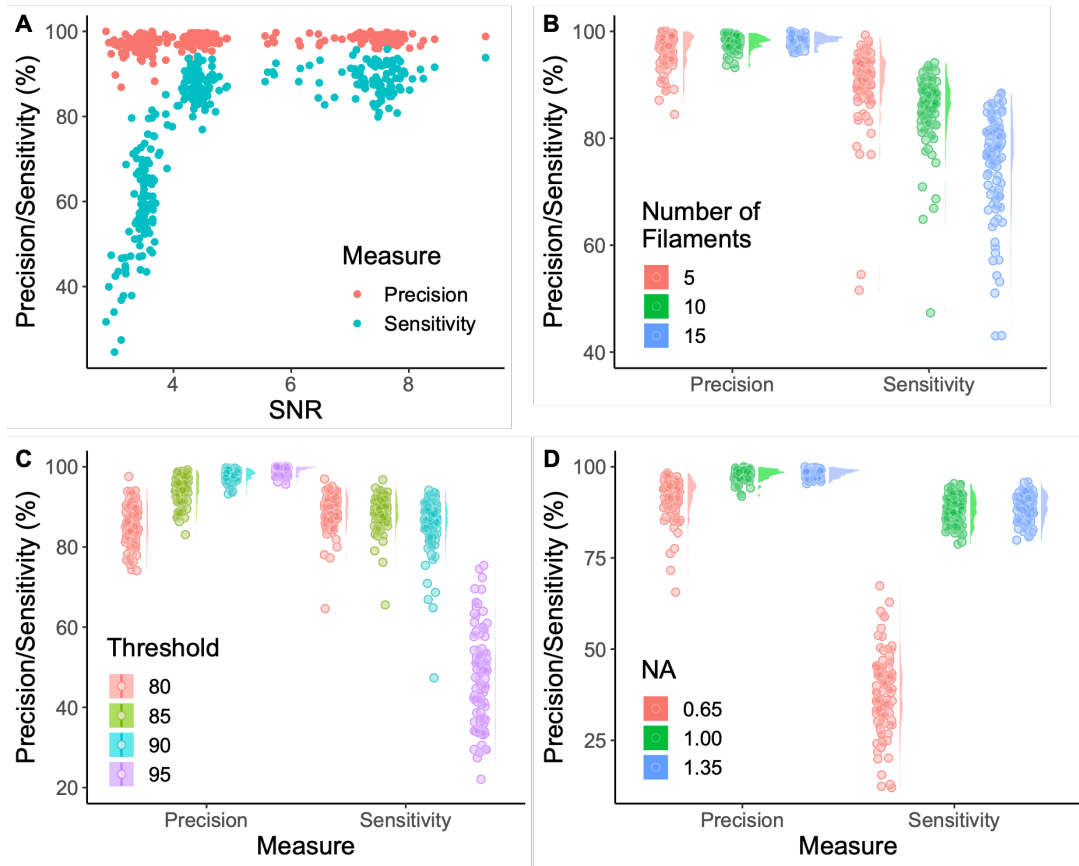 A
Precision/Sensitivity (%)
100
80
60
40
4
6
8
SNR
Measure
Precision
Sensitivity
B
Precision/Sensitivity (%)
100
80
60
40
Number of
Filaments
5
10
15
Precision
Sensitivity
C
Precision/Sensitivity (%)
100
80
60
40
20
Threshold
80
85
90
95
Precision
Sensitivity
Measure
D
Precision/Sensitivity (%)
100
75
50
25
NA
0.65
1.00
1.35
Precision
Sensitivity
Measure